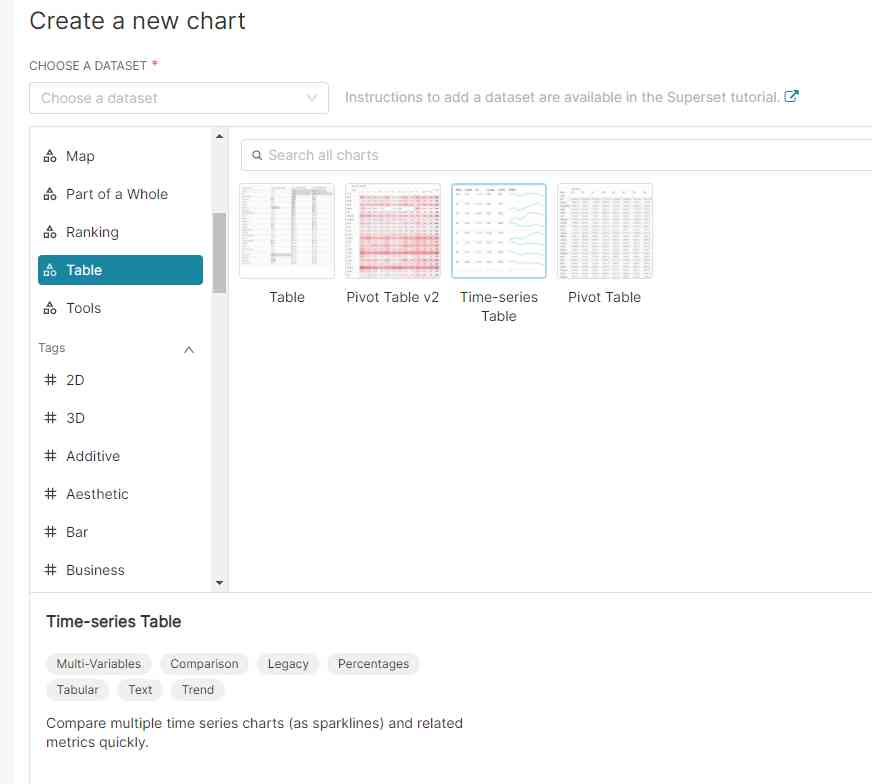 Create a new chart
CHOOSE A DATASET *
Choose a dataset
Instructions to add a dataset are available in the Superset tutorial.
Map
Part of a Whole
Ranking
Table
Tools
Tags
# 2D
# 3D
# Additive
# Aesthetic
# Bar
# Business
Search all charts
Table
Pivot Table v2
Time-series
Table
Pivot Table
Time-series Table
Multi-Variables Comparison Legacy Percentages
Tabular Text Trend
Compare multiple time series charts (as sparklines) and related
metrics quickly.